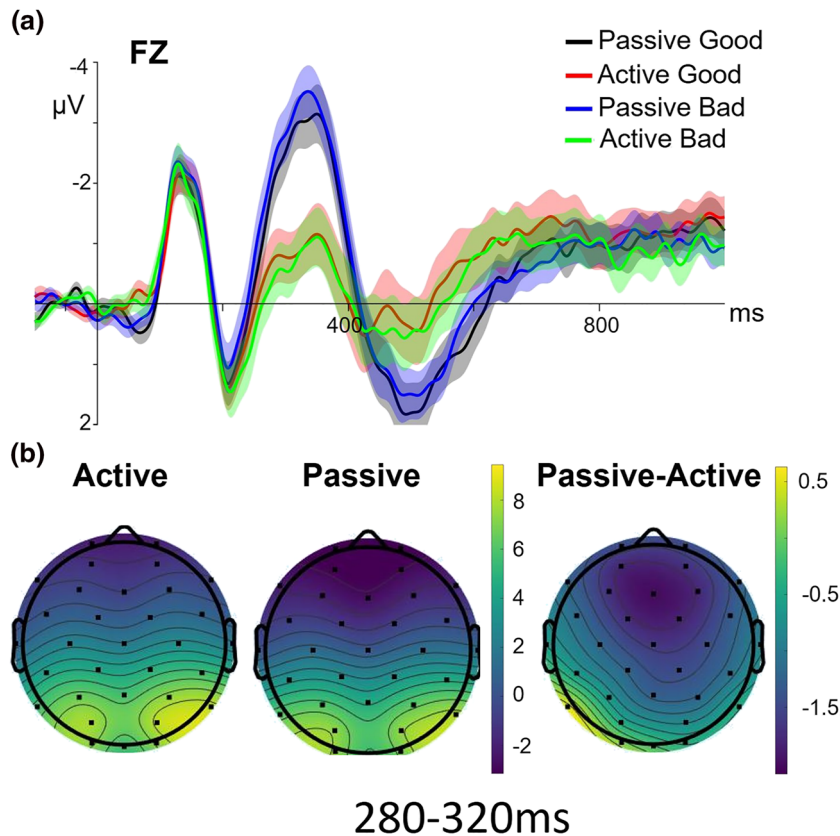 (a)
FZ
-4
μV
-2
2
400
800
ms
Passive Good
Active Good
Passive Bad
Active Bad
(b)
Active
Passive
Passive-Active
8
6
4
2
0
-2
0.5
-0.5
-1.5
280-320ms